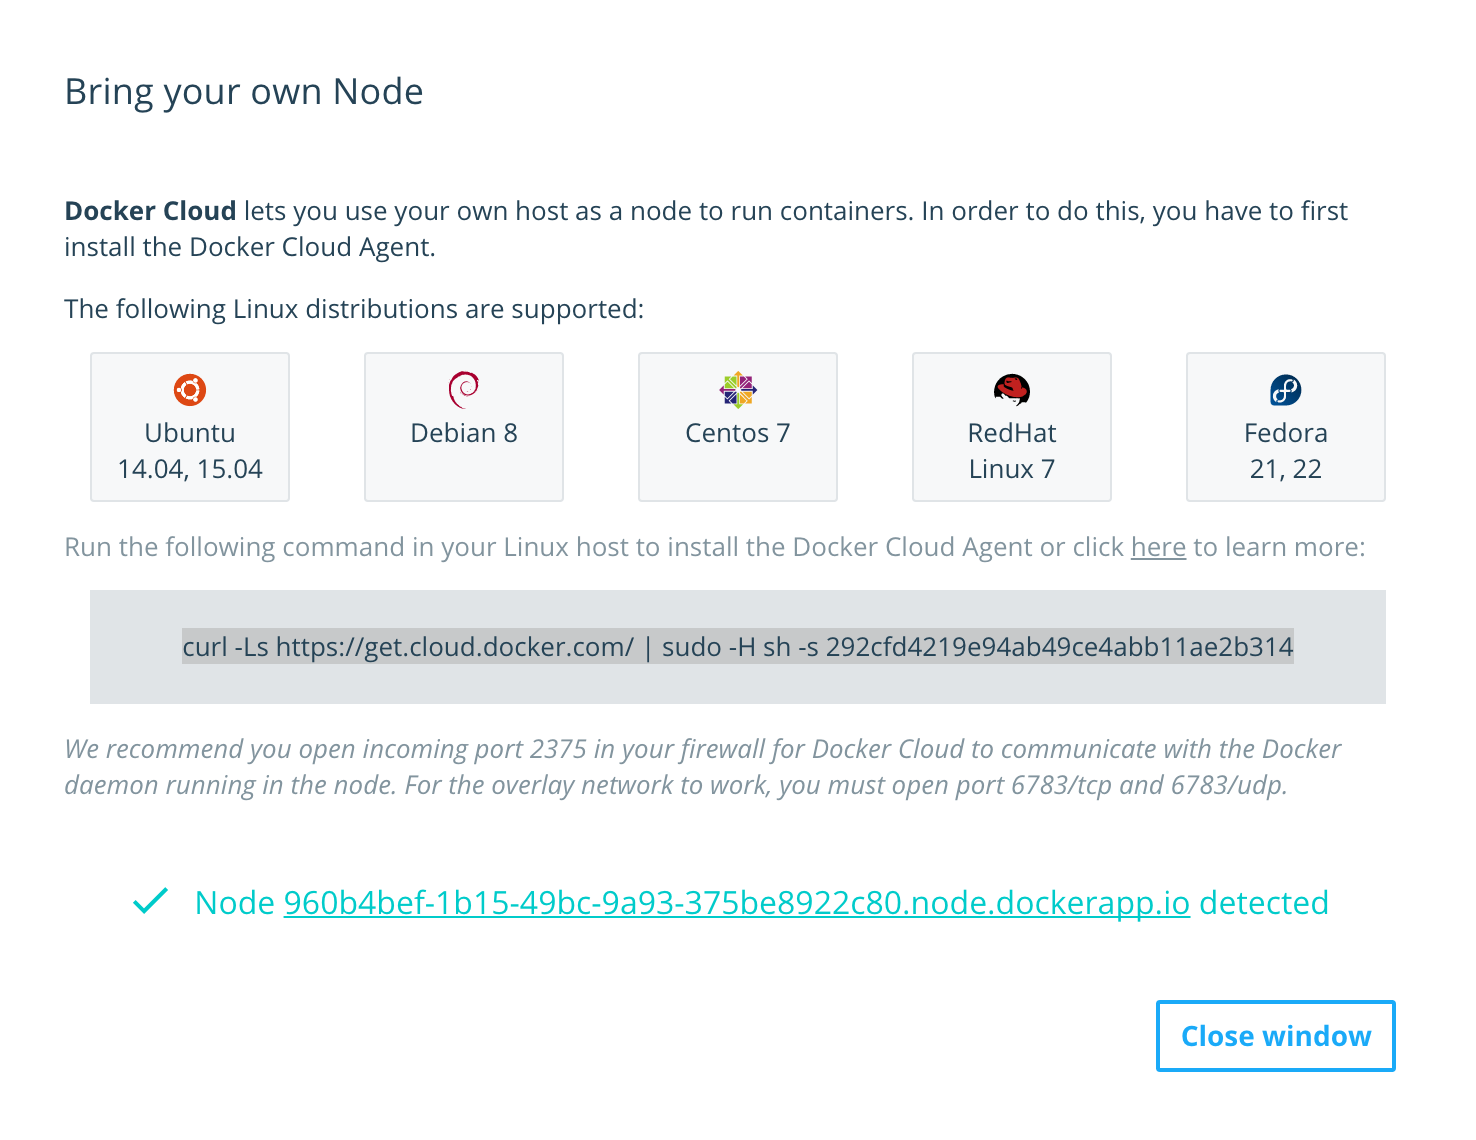 Bring your own Node
Docker Cloud lets you use your own host as a node to run containers. In order to do this, you have to first
install the Docker Cloud Agent.
The following Linux distributions are supported:
Ubuntu
14.04, 15.04
Debian 8
Centos 7
RedHat
Linux 7
Fedora
21, 22
Run the following command in your Linux host to install the Docker Cloud Agent or click here to learn more:
curl -Ls https://get.cloud.docker.com/ | sudo -H sh -s 292cfd4219e94ab49ce4abb11ae2b314
We recommend you open incoming port 2375 in your firewall for Docker Cloud to communicate with the Docker
daemon running in the node. For the overlay network to work, you must open port 6783/tcp and 6783/udp.
Node 960b4bef-1b15-49bc-9a93-375be8922c80.node.dockerapp.io detected
Close window